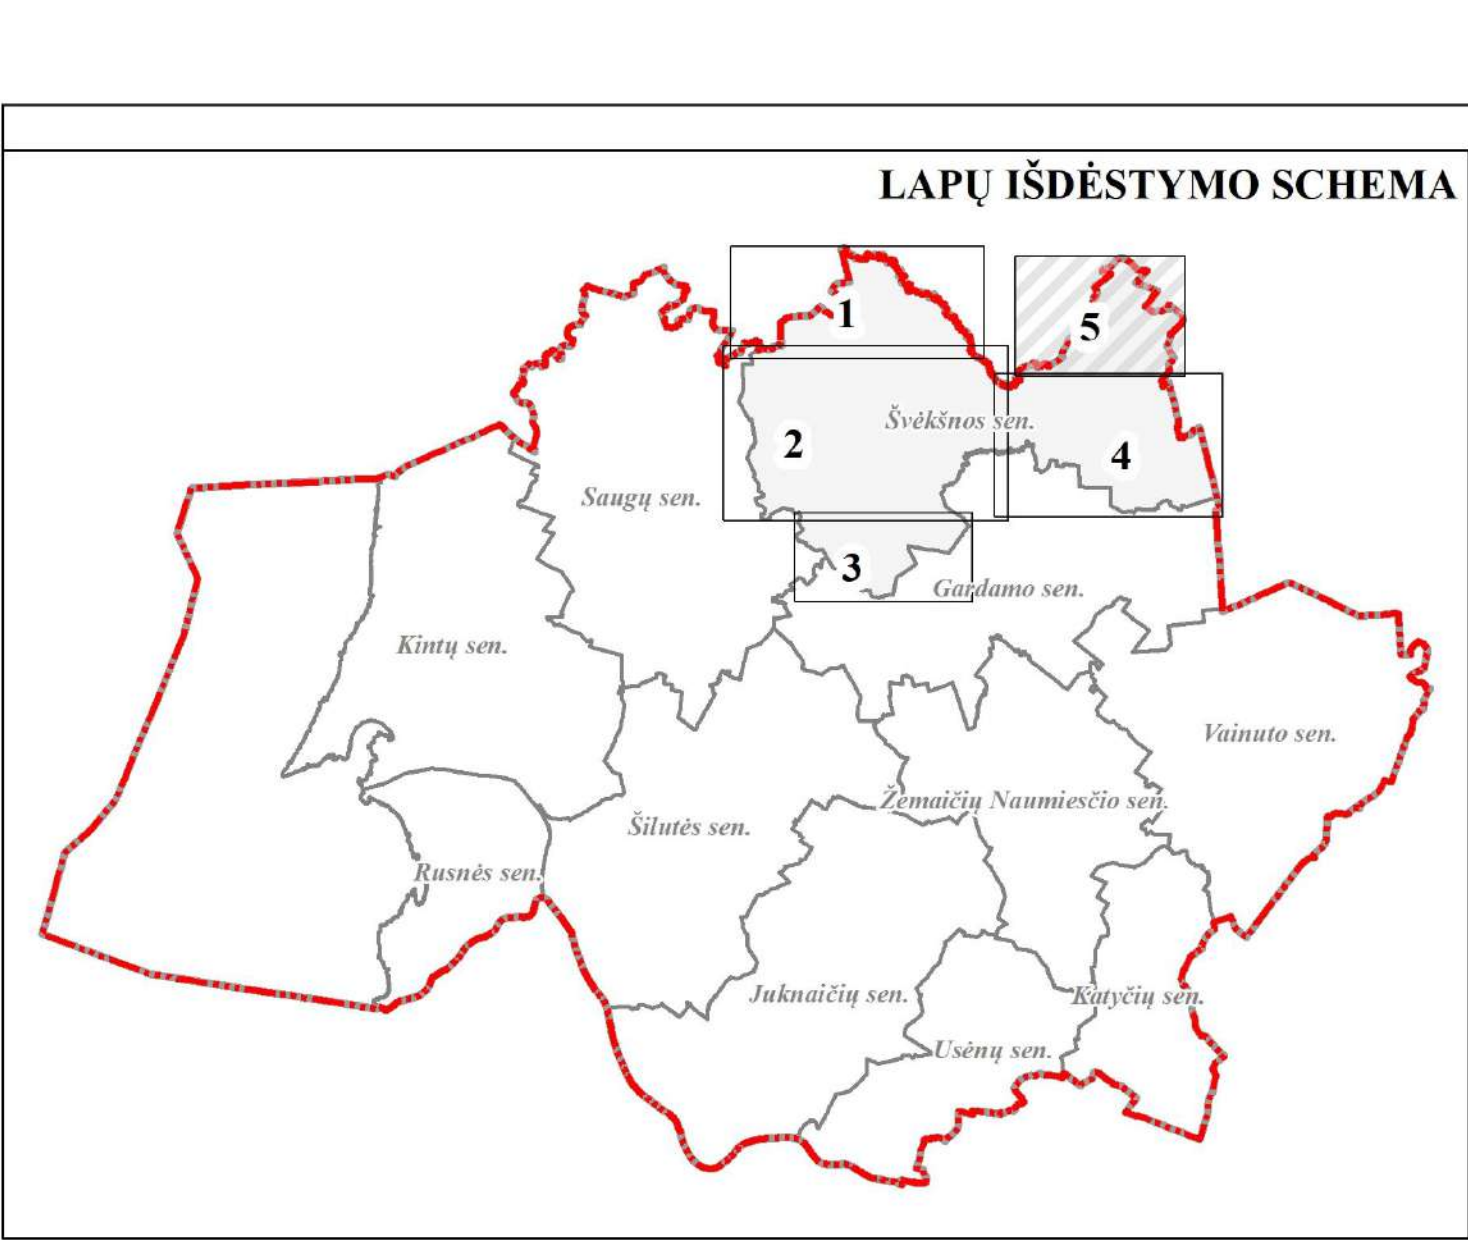 LAPŲ IŠDĖSTYMO SCHEMA
1
5
Švėkšnos sen.
2
4
Saugų sen.
3
Gardamo sen.
Kintų sen.
Vainuto sen.
Žemaičių Naumiesčio sen.
Šilutės sen.
Rusnės sen.
Juknaičių sen.
Katyčių sen.
Usėnų sen.